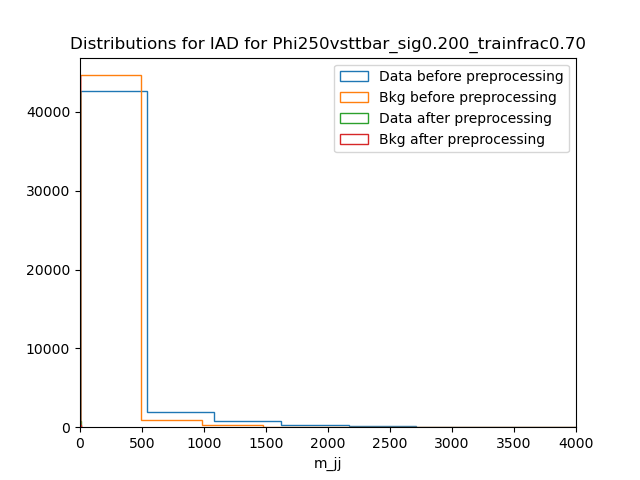 Distributions for IAD for Phi250vsttbar_sig0.200_trainfrac0.70
Data before preprocessing
Bkg before preprocessing
Data after preprocessing
Bkg after preprocessing
40000
30000
20000
10000
0
0 500 1000 1500 2000 2500 3000 3500 4000
m_jj